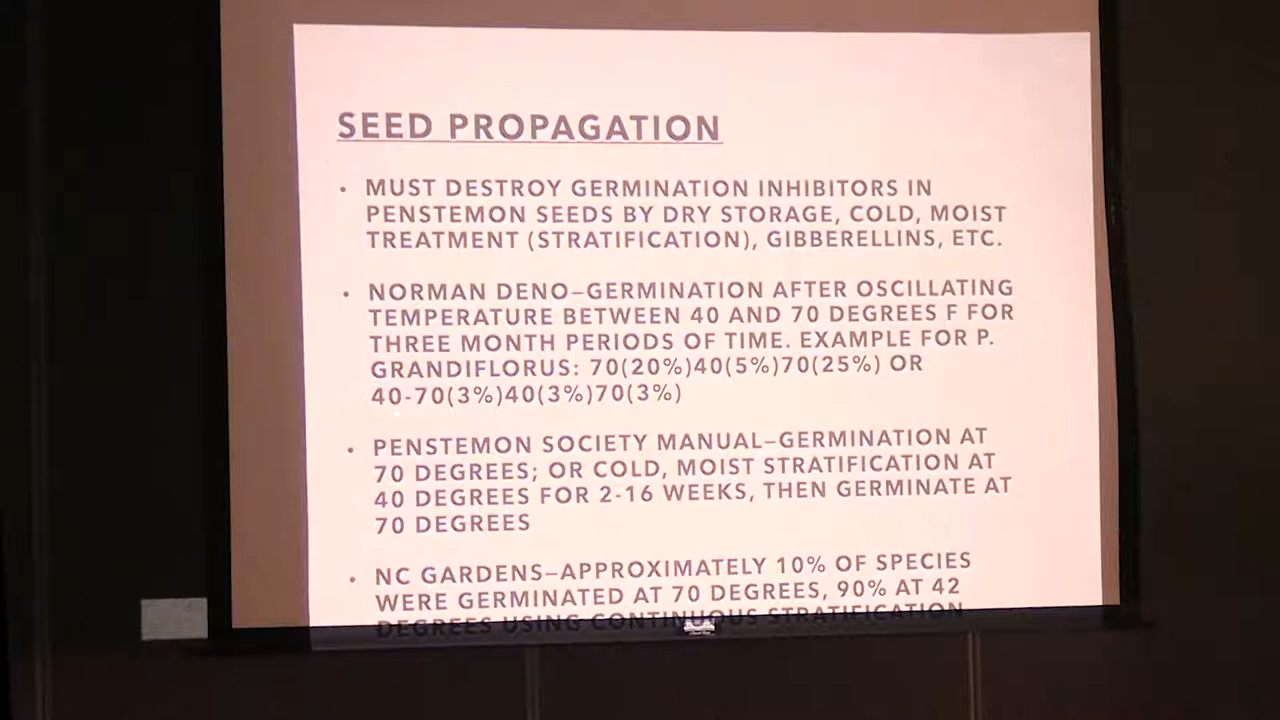 SEED PROPAGATION
• MUST DESTROY GERMINATION INHIBITORS IN
PENSTEMON SEEDS BY DRY STORAGE, COLD, MOIST
TREATMENT (STRATIFICATION), GIBBERELLINS, ETC.
• NORMAN DENO–GERMINATION AFTER OSCILLATING
TEMPERATURE BETWEEN 40 AND 70 DEGREES F FOR
THREE MONTH PERIODS OF TIME. EXAMPLE FOR P.
GRANDIFLORUS: 70(20%)40(5%)70(25%) OR
40-70(3%)40(3%)70(3%)
• PENSTEMON SOCIETY MANUAL–GERMINATION AT
70 DEGREES; OR COLD, MOIST STRATIFICATION AT
40 DEGREES FOR 2-16 WEEKS, THEN GERMINATE AT
70 DEGREES
• NC GARDENS–APPROXIMATELY 10% OF SPECIES
WERE GERMINATED AT 70 DEGREES, 90% AT 42
DEGREES USING CONTINUOUS STRATIFICATION